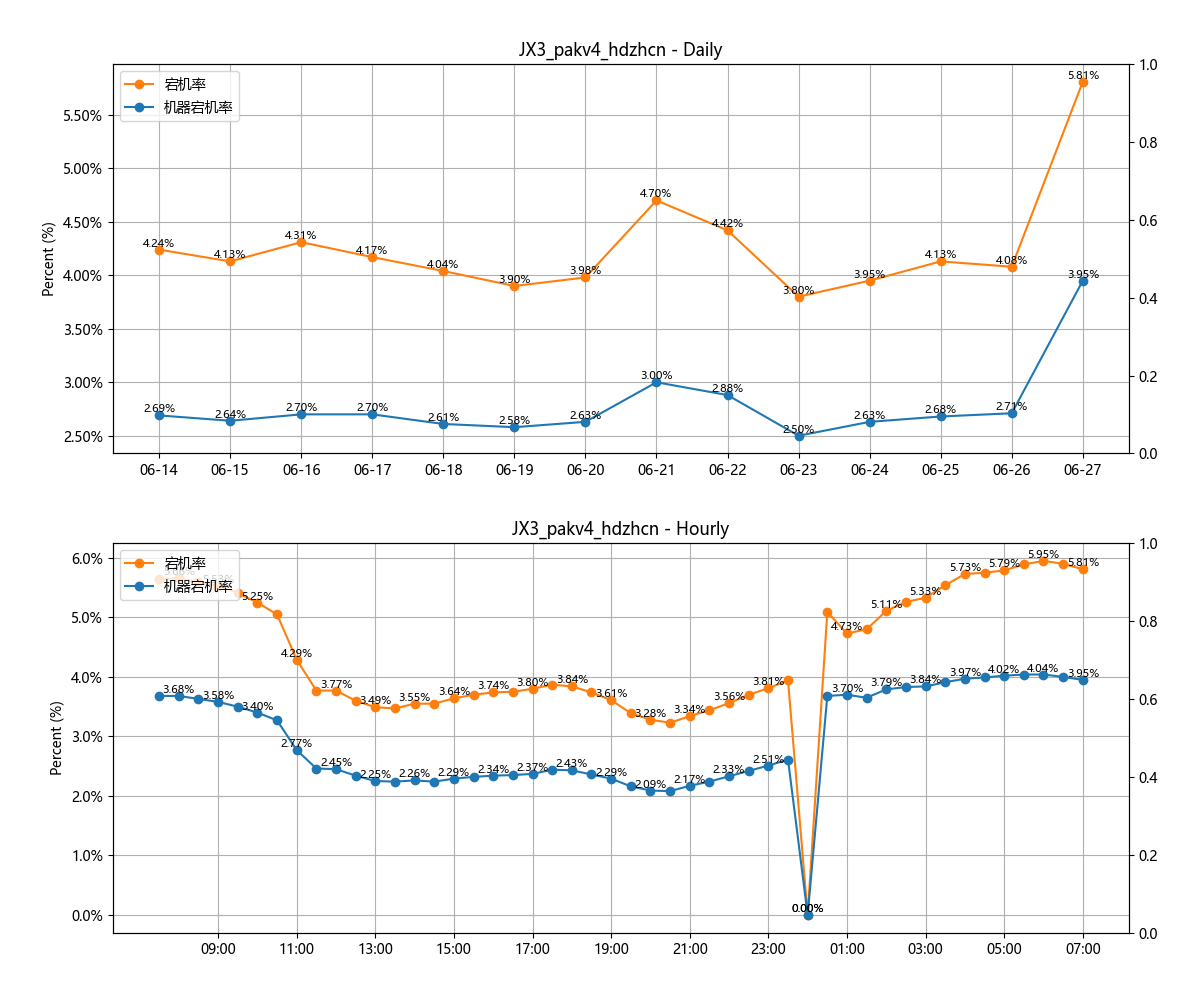 JX3_pakv4_hdzhcn - Daily
宕机率
机器宕机率
Percent (%)
5.50%
5.00%
4.50%
4.00%
3.50%
3.00%
2.50%
1.0
0.8
0.6
0.4
0.2
0.0
4.24% 4.13% 4.31% 4.17% 4.04% 3.90% 3.98% 4.70% 4.42% 3.80% 3.95% 4.13% 4.08% 5.81%
2.69% 2.64% 2.70% 2.70% 2.61% 2.58% 2.63% 3.00% 2.88% 2.50% 2.63% 2.68% 2.71% 3.95%
06-14 06-15 06-16 06-17 06-18 06-19 06-20 06-21 06-22 06-23 06-24 06-25 06-26 06-27
JX3_pakv4_hdzhcn - Hourly
宕机率
机器宕机率
Percent (%)
6.0%
5.0%
4.0%
3.0%
2.0%
1.0%
0.0%
1.0
0.8
0.6
0.4
0.2
0.0
5.25% 4.29% 3.77% 3.49% 3.55% 3.64% 3.74% 3.80% 3.84% 3.61% 3.28% 3.34% 3.56% 3.81% 0.00% 4.73% 5.11% 5.33% 5.73% 5.79% 5.95% 5.81%
3.68% 3.58% 3.40% 2.77% 2.45% 2.25% 2.26% 2.29% 2.34% 2.37% 2.43% 2.29% 2.09% 2.17% 2.33% 2.51% 0.00% 3.70% 3.79% 3.84% 3.97% 4.02% 4.04% 3.95%
09:00 11:00 13:00 15:00 17:00 19:00 21:00 23:00 01:00 03:00 05:00 07:00